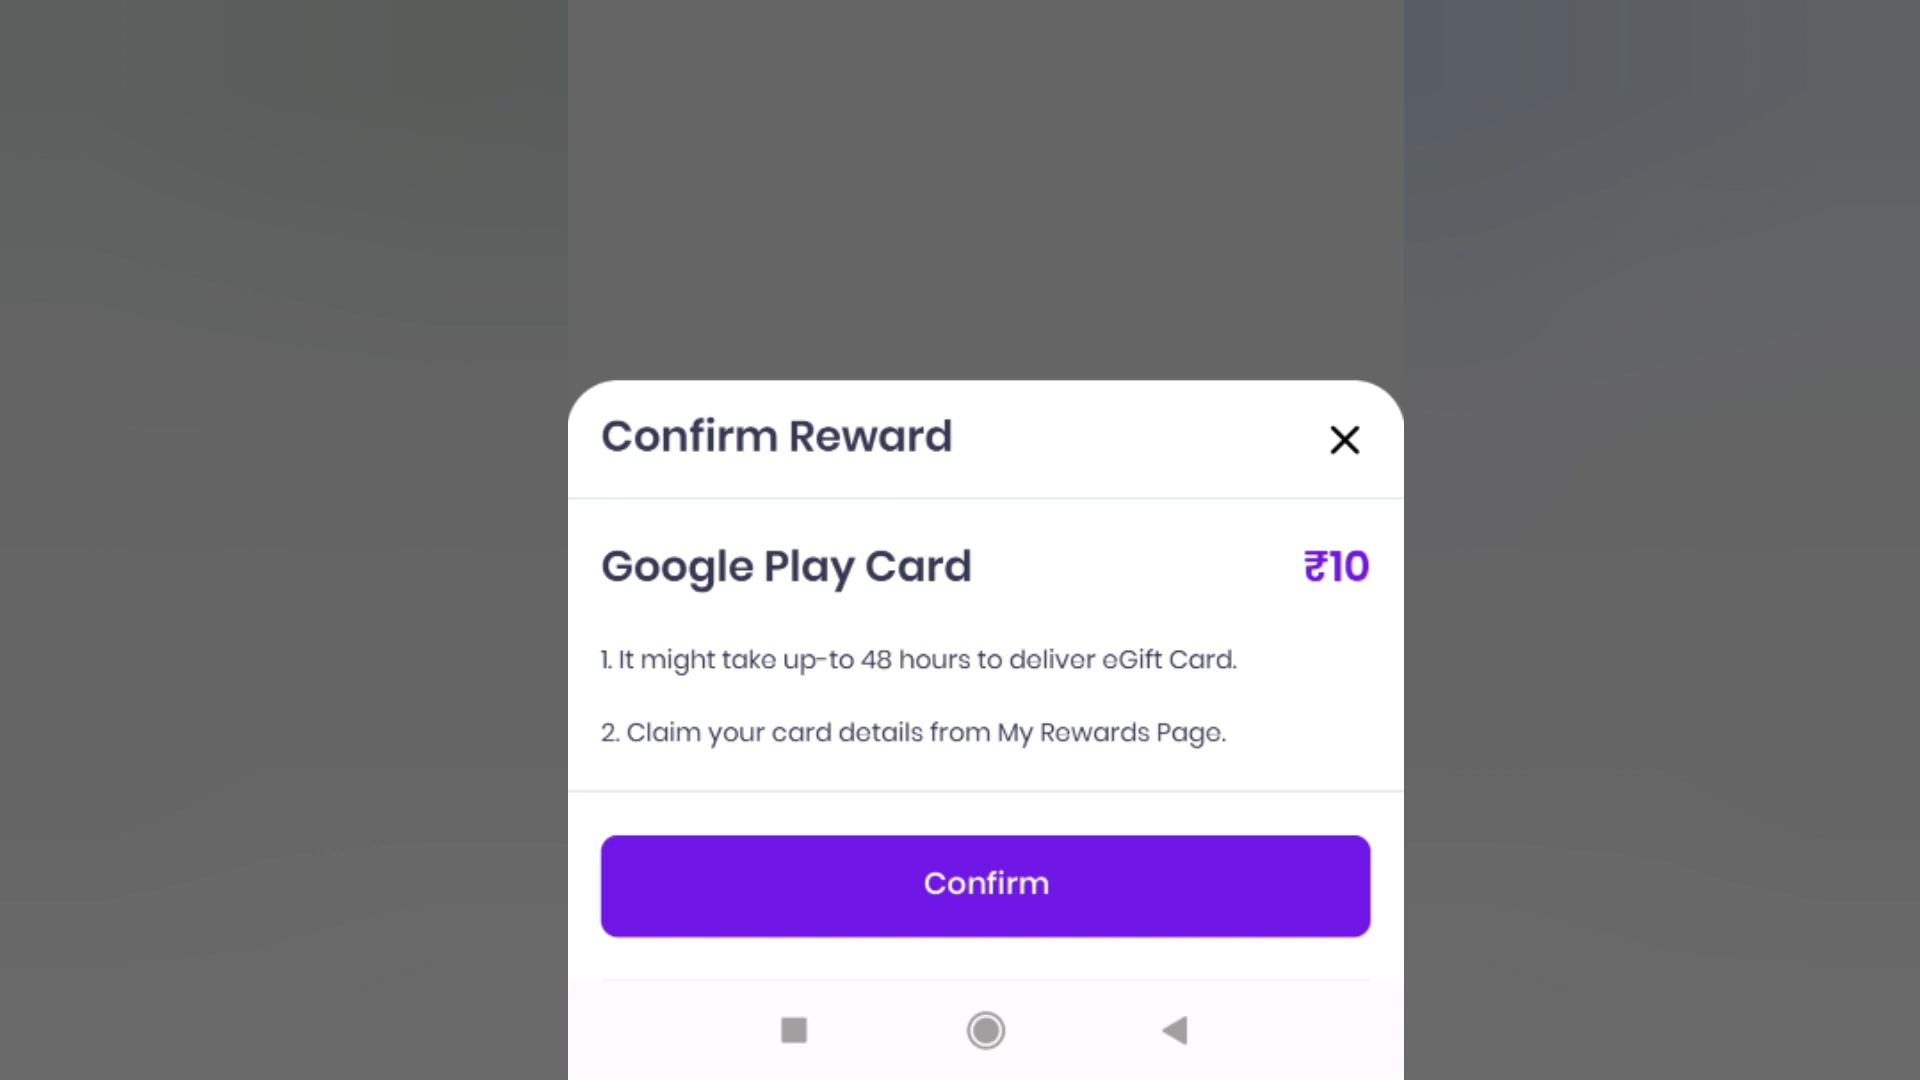 Confirm Reward
Google Play Card ₹10
1. It might take up-to 48 hours to deliver eGift Card.
2. Claim your card details from My Rewards Page.
Confirm